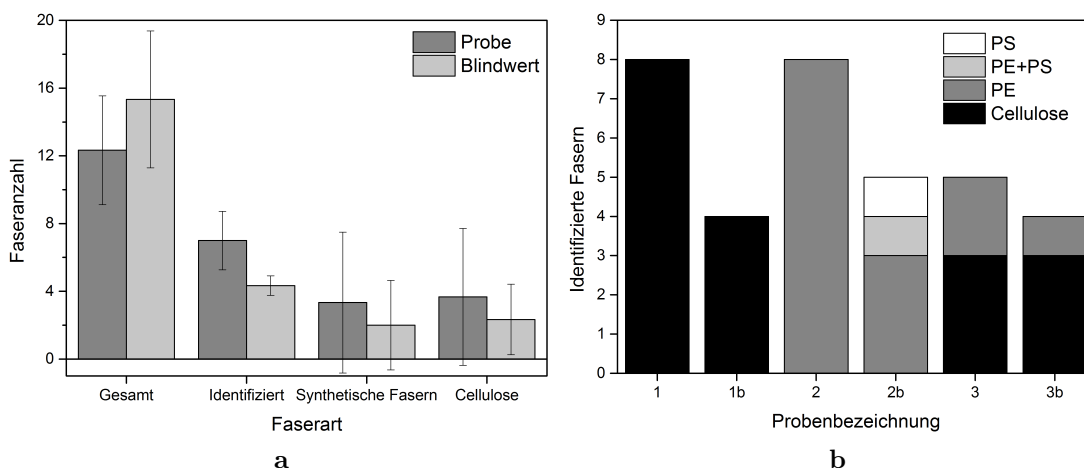 20
16
12
8
4
0
Faseranzahl
Probe
Blindwert
Gesamt Identifiziert Synthetische Fasern Cellulose
Faserart
a
9
8
7
6
5
4
3
2
1
0
Identifizierte Fasern
PS
PE+PS
PE
Cellulose
1 1b 2 2b 3 3b
Probenbezeichnung
b